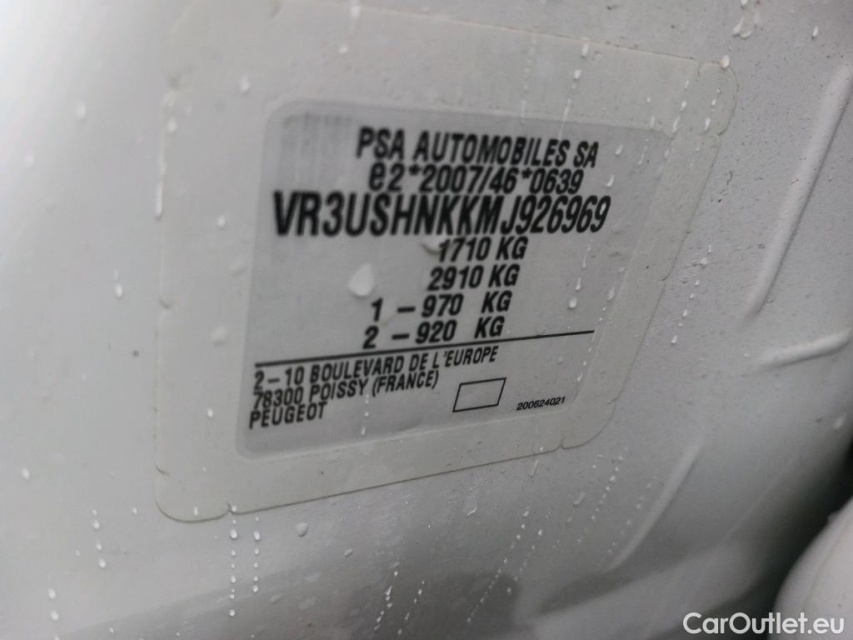 PSA AUTOMOBILES SA
e2*2007/46*0639
VR3USHNKKMJ926969
1710 KG
2910 KG
1 - 970 KG
2 - 920 KG
2-10 BOULEVARD DE L'EUROPE
78300 POISSY (FRANCE)
PEUGEOT
200624021
CarOutlet.eu